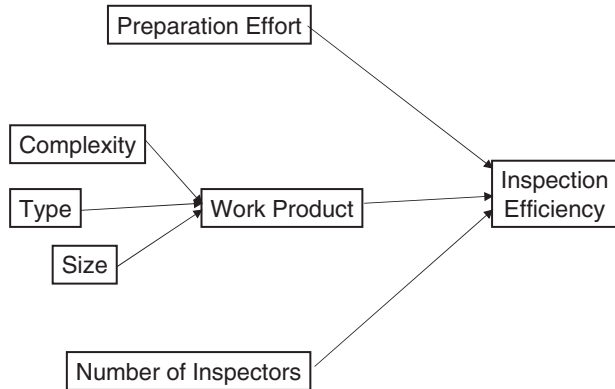 Preparation Effort
Complexity
Type
Size
Work Product
Inspection
Efficiency
Number of Inspectors